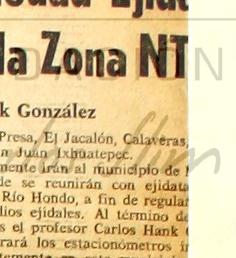 la Zona NT
k González
Presa, El Jacalón, Calaveras,
n Juan Ixhuatepec.
mente irán al municipio de
de se reunirán con ejidata
Río Hondo, a fin de regular
lios ejidales. Al término de
s el profesor Carlos Hank
rará los estacionómetros